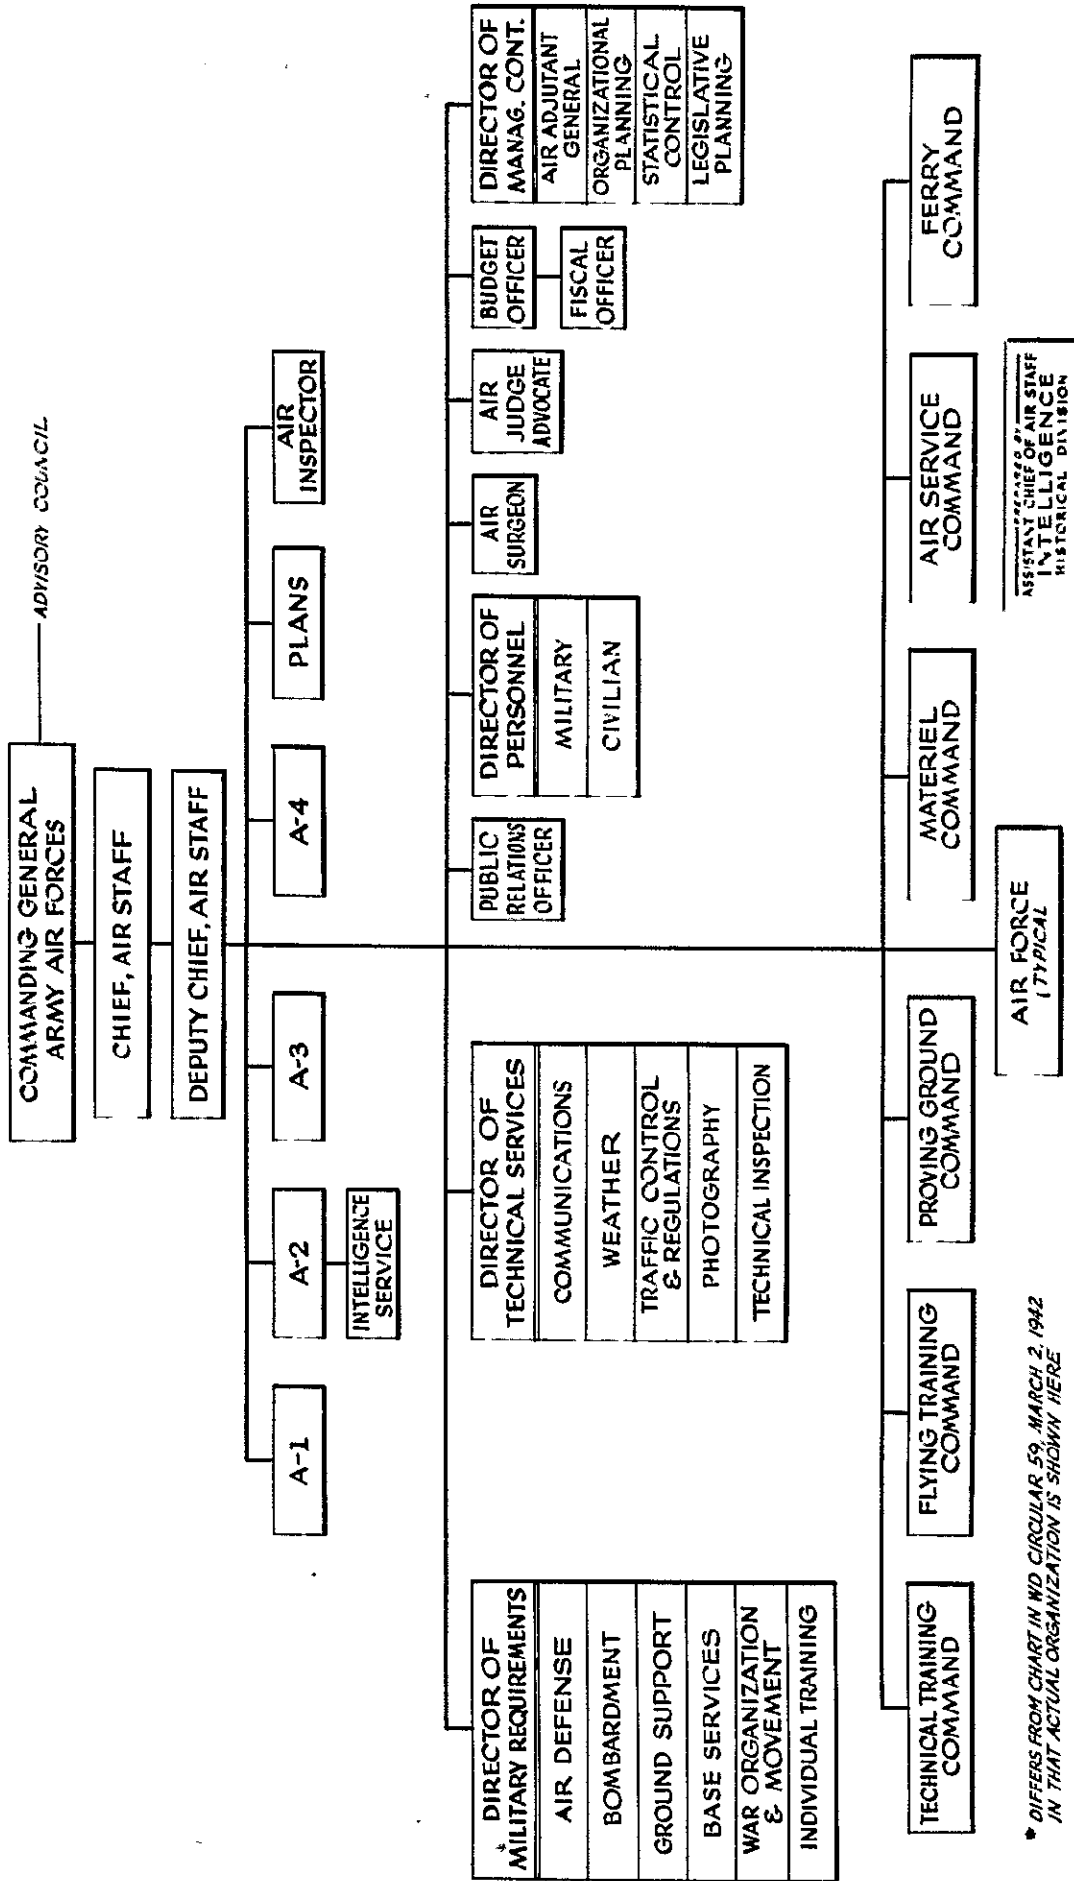 COMMANDING GENERAL
ARMY AIR FORCES
ADVISORY COUNCIL
CHIEF, AIR STAFF
DEPUTY CHIEF, AIR STAFF
A-1
A-2
INTELLIGENCE
SERVICE
A-3
A-4
PLANS
AIR
INSPECTOR
DIRECTOR OF
MILITARY REQUIREMENTS
AIR DEFENSE
BOMBARDMENT
GROUND SUPPORT
BASE SERVICES
WAR ORGANIZATION
& MOVEMENT
INDIVIDUAL TRAINING
DIRECTOR OF
TECHNICAL SERVICES
COMMUNICATIONS
WEATHER
TRAFFIC CONTROL
& REGULATIONS
PHOTOGRAPHY
TECHNICAL INSPECTION
PUBLIC
RELATIONS
OFFICER
DIRECTOR OF
PERSONNEL
MILITARY
CIVILIAN
AIR
SURGEON
AIR
JUDGE
ADVOCATE
BUDGET
OFFICER
FISCAL
OFFICER
DIRECTOR OF
MANAG. CONT.
AIR ADJUTANT
GENERAL
ORGANIZATIONAL
PLANNING
STATISTICAL
CONTROL
LEGISLATIVE
PLANNING
TECHNICAL TRAINING
COMMAND
FLYING TRAINING
COMMAND
PROVING GROUND
COMMAND
AIR FORCE
(TYPICAL
MATERIEL
COMMAND
AIR SERVICE
COMMAND
FERRY
COMMAND
* DIFFERS FROM CHART IN WD CIRCULAR 59, MARCH 2, 1942
IN THAT ACTUAL ORGANIZATION IS SHOWN HERE
PREPARED BY
ASSISTANT CHIEF OF AIR STAFF
INTELLIGENCE
HISTORICAL DIVISION